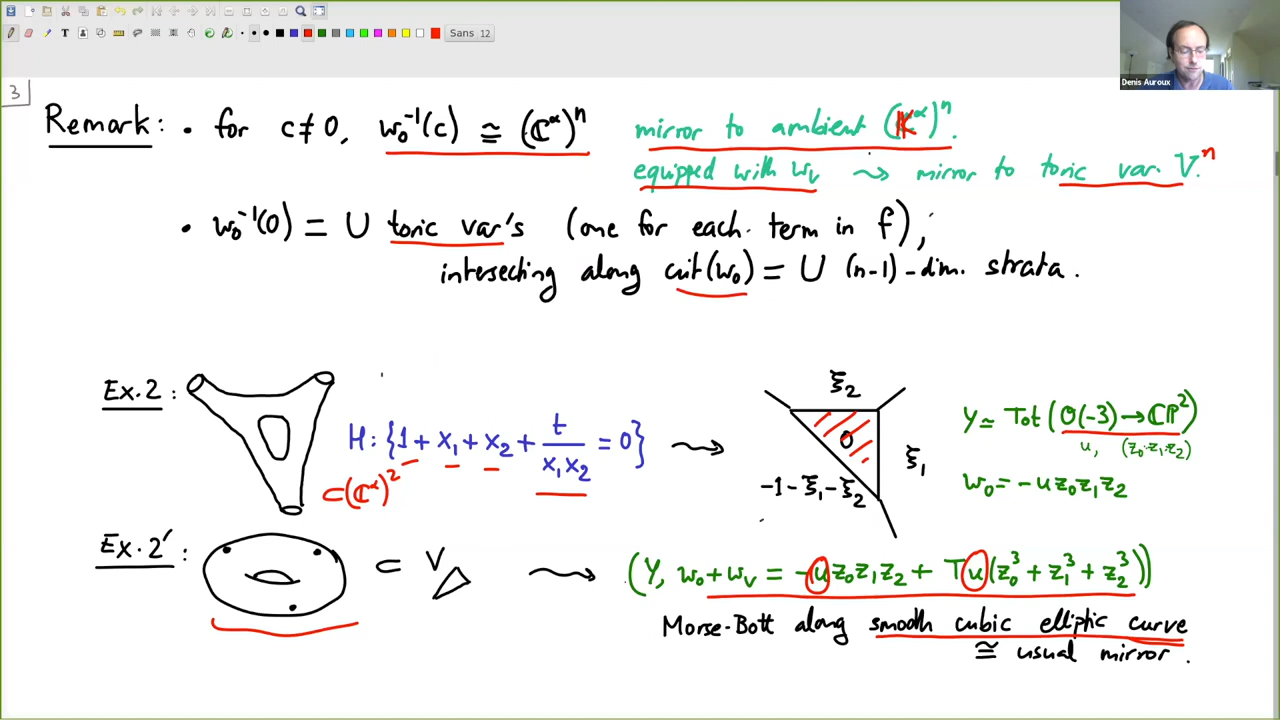 Sans 12
Denis Auroux
3
Remark: • for c≠0, w₀⁻¹(c) ≅ (ℂˣ)ⁿ mirror to ambient (𝕂ˣ)ⁿ.
equipped with w_V ⇝ mirror to toric var. V.ⁿ
• w₀⁻¹(0) = ∪ toric var's (one for each term in f),
intersecting along crit(w₀) = ∪ (n-1)-dim. strata.
Ex.2:
H: {1 + x₁ + x₂ + t/x₁x₂ = 0} ⇝
⊂(ℂˣ)²
ξ₂
0
ξ₁
-1-ξ₁-ξ₂
Y ≃ Tot(O(-3) → ℂℙ²)
u, (z₀:z₁:z₂)
w₀ = -u z₀z₁z₂
Ex.2': ⊂ V ⇝ (Y, w₀+w_V = -u z₀z₁z₂ + T u(z₀³+z₁³+z₂³))
Morse-Bott along smooth cubic elliptic curve
≅ usual mirror.